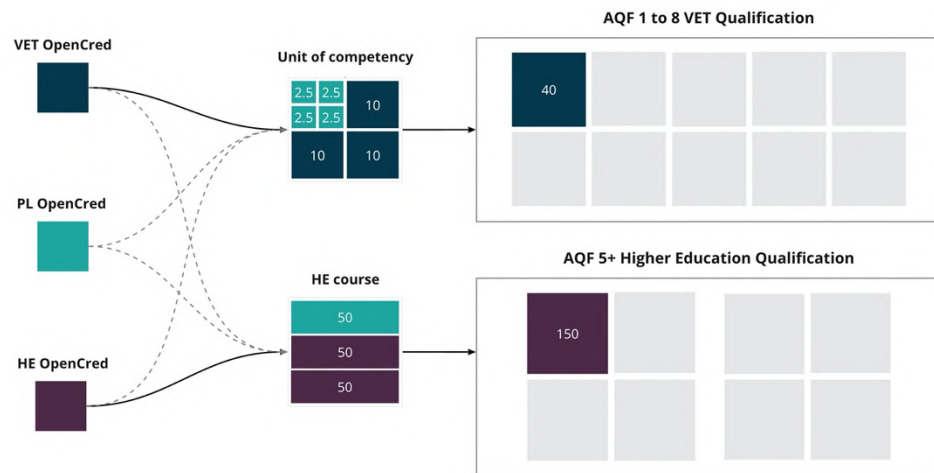 AQF 1 to 8 VET Qualification
VET OpenCred
Unit of competency
2.5 2.5
2.5 2.5
10
10 10
40
PL OpenCred
AQF 5+ Higher Education Qualification
HE course
50
50
50
150
HE OpenCred